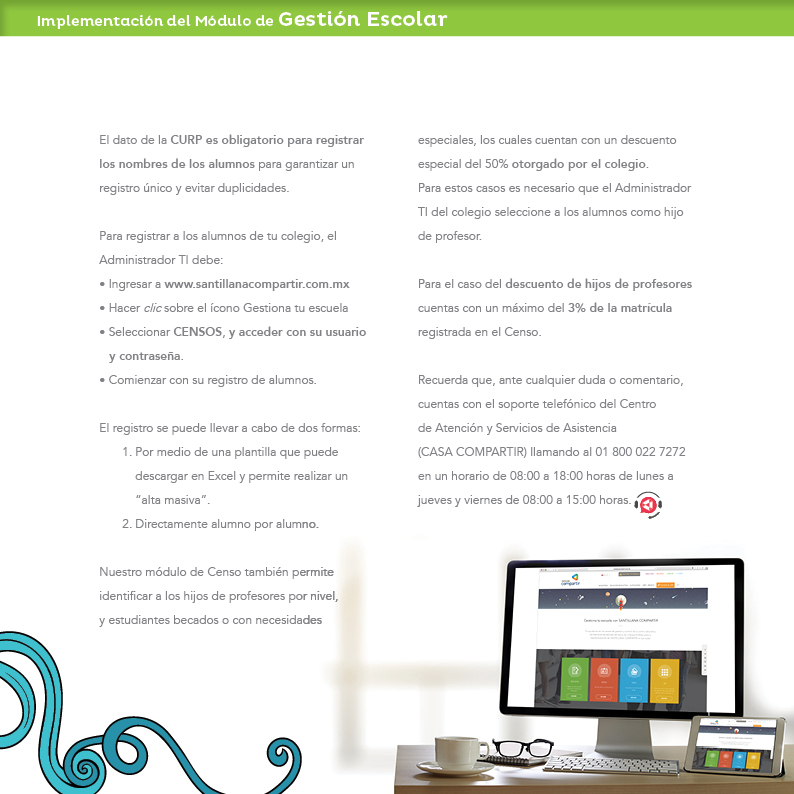 Implementación del Módulo de Gestión Escolar
El dato de la CURP es obligatorio para registrar
los nombres de los alumnos para garantizar un
registro único y evitar duplicidades.
Para registrar a los alumnos de tu colegio, el
Administrador TI debe:
• Ingresar a www.santillanacompartir.com.mx
• Hacer clic sobre el ícono Gestiona tu escuela
• Seleccionar CENSOS, y acceder con su usuario
y contraseña.
• Comienzar con su registro de alumnos.
El registro se puede llevar a cabo de dos formas:
1. Por medio de una plantilla que puede
descargar en Excel y permite realizar un
“alta masiva”.
2. Directamente alumno por alumno.
Nuestro módulo de Censo también permite
identificar a los hijos de profesores por nivel,
y estudiantes becados o con necesidades
especiales, los cuales cuentan con un descuento
especial del 50% otorgado por el colegio.
Para estos casos es necesario que el Administrador
TI del colegio seleccione a los alumnos como hijo
de profesor.
Para el caso del descuento de hijos de profesores
cuentas con un máximo del 3% de la matrícula
registrada en el Censo.
Recuerda que, ante cualquier duda o comentario,
cuentas con el soporte telefónico del Centro
de Atención y Servicios de Asistencia
(CASA COMPARTIR) llamando al 01 800 022 7272
en un horario de 08:00 a 18:00 horas de lunes a
jueves y viernes de 08:00 a 15:00 horas.
compartir